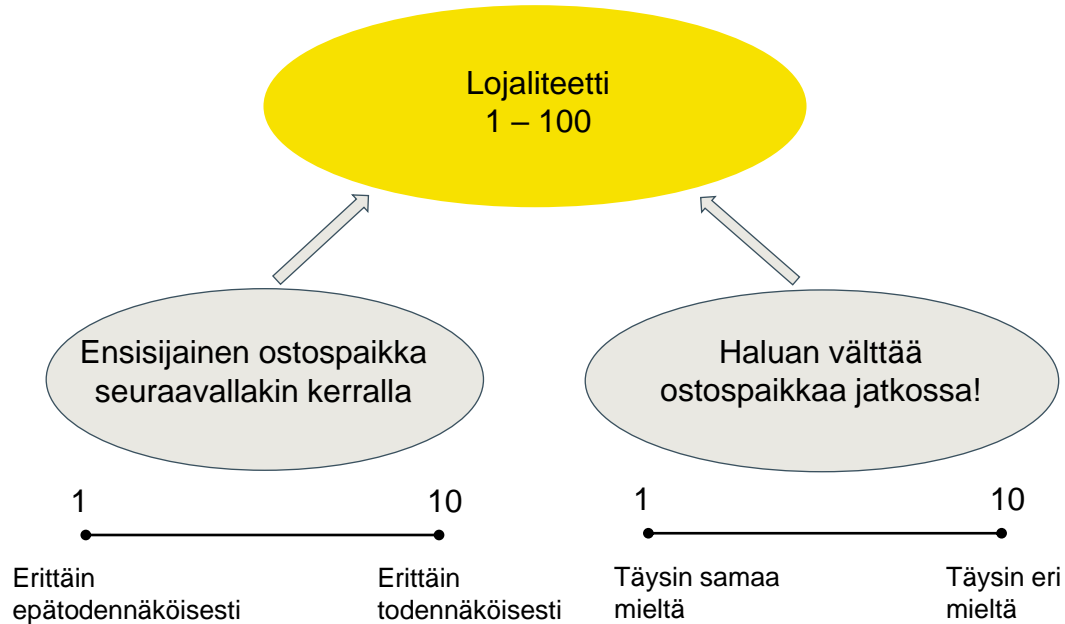 Lojaliteetti
1 – 100
Ensisijainen ostospaikka
seuraavallakin kerralla
Haluan välttää
ostospaikkaa jatkossa!
1
10
1
10
Erittäin
epätodennäköisesti
Erittäin
todennäköisesti
Täysin samaa
mieltä
Täysin eri
mieltä